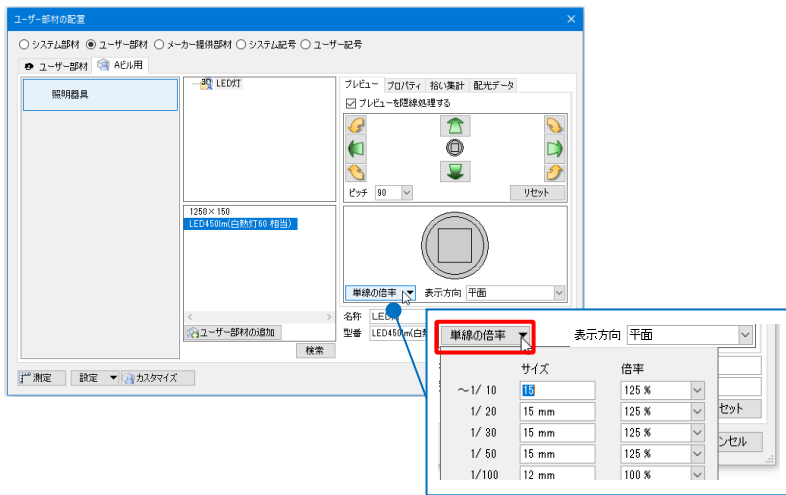 ユーザー部材の配置
システム部材 ユーザー部材 メーカー提供部材 システム記号 ユーザー記号
ユーザー部材 Aビル用
照明器具
3D LED灯
プレビュー プロパティ 拾い集計 配光データ
プレビューを隠線処理する
ピッチ 90 リセット
1250×150
LED450lm(白熱灯60 相当)
単線の倍率 表示方向 平面
名称 LED
型番 LED450lm(白
ユーザー部材の追加
検索
測定 設定 カスタマイズ
単線の倍率 表示方向 平面
サイズ 倍率
～1/ 10 15 125 %
1/ 20 15 mm 125 %
1/ 30 15 mm 125 %
1/ 50 15 mm 125 %
1/100 12 mm 100 %
セット
ンセル